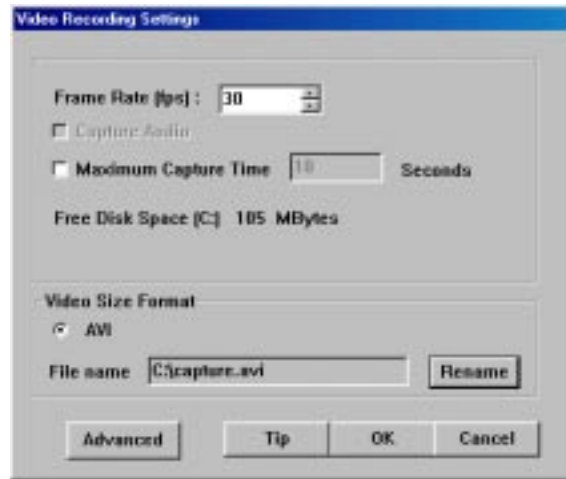 Video Recording Settings
Frame Rate (fps) : 30
Capture Audio
Maximum Capture Time 10 Seconds
Free Disk Space (C:) 105 MBytes
Video Size Format
AVI
File name C:\capture.avi Rename
Advanced Tip OK Cancel